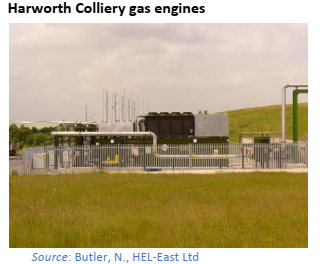 Harworth Colliery gas engines
Source: Butler, N., HEL-East Ltd